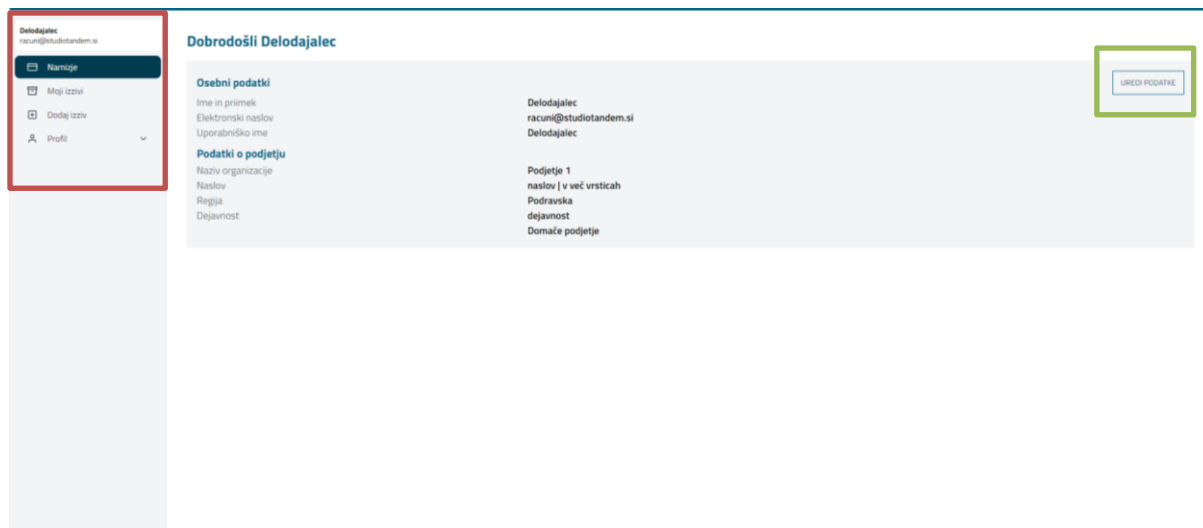 Delodajalec
racuni@studiotandem.si
Namizje
Moji izzivi
Dodaj izziv
Profil
Dobrodošli Delodajalec
UREDI PODATKE
Osebni podatki
Ime in priimek Delodajalec
Elektronski naslov racuni@studiotandem.si
Uporabniško ime Delodajalec
Podatki o podjetju
Naziv organizacije Podjetje 1
Naslov naslov | v več vrsticah
Regija Podravska
Dejavnost dejavnost
Domače podjetje